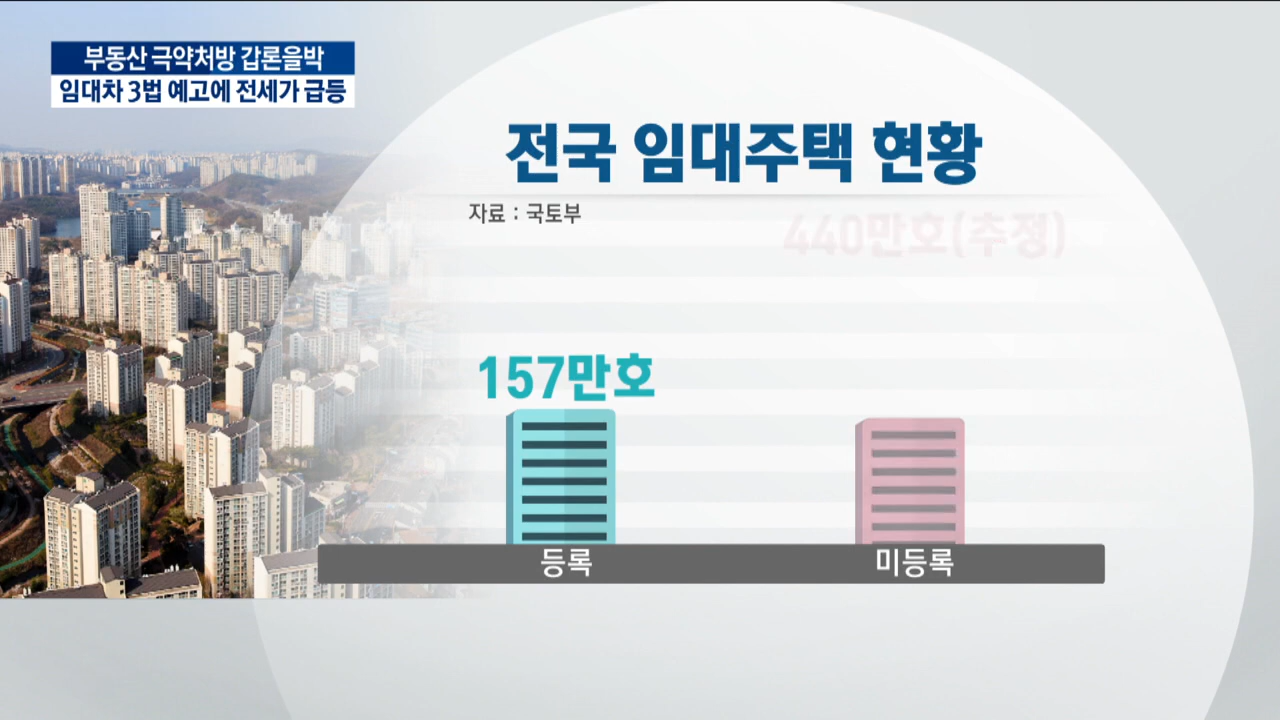 부동산 극약처방 갑론을박
임대차 3법 예고에 전세가 급등
전국 임대주택 현황
자료 : 국토부
440만호(추정)
157만호
등록
미등록